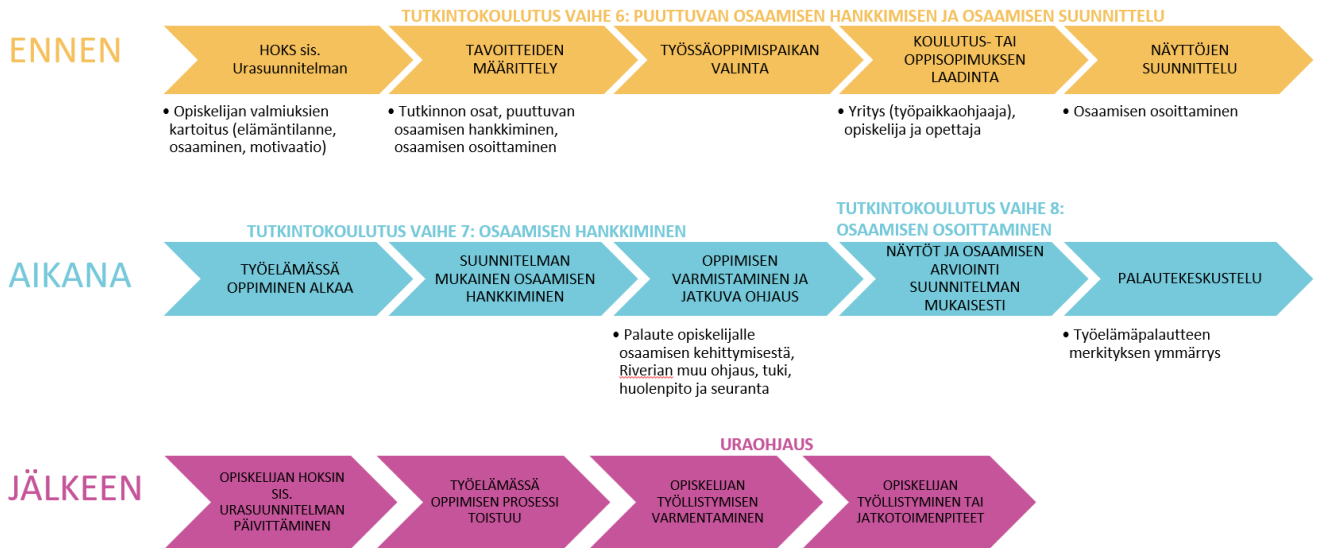 TUTKINTOKOULUTUS VAIHE 6: PUUTTUVAN OSAAMISEN HANKKIMISEN JA OSAAMISEN SUUNNITTELU
ENNEN
HOKS sis.
Urasuunnitelman
TAVOITTEIDEN
MÄÄRITTELY
TYÖSSÄOPPIMISPAIKAN
VALINTA
KOULUTUS- TAI
OPPISOPIMUKSEN
LAADINTA
NÄYTTÖJEN
SUUNNITTELU
• Opiskelijan valmiuksien
kartoitus (elämäntilanne,
osaaminen, motivaatio)
• Tutkinnon osat, puuttuvan
osaamisen hankkiminen,
osaamisen osoittaminen
• Yritys (työpaikkaohjaaja),
opiskelija ja opettaja
• Osaamisen osoittaminen
TUTKINTOKOULUTUS VAIHE 7: OSAAMISEN HANKKIMINEN
TUTKINTOKOULUTUS VAIHE 8:
OSAAMISEN OSOITTAMINEN
AIKANA
TYÖELÄMÄSSÄ
OPPIMINEN ALKAA
SUUNNITELMAN
MUKAINEN OSAAMISEN
HANKKIMINEN
OPPIMISEN
VARMISTAMINEN JA
JATKUVA OHJAUS
NÄYTÖT JA OSAAMISEN
ARVIOINTI
SUUNNITELMAN
MUKAISESTI
PALAUTEKESKUSTELU
• Palaute opiskelijalle
osaamisen kehittymisestä,
Riverian muu ohjaus, tuki,
huolenpito ja seuranta
• Työelämäpalautteen
merkityksen ymmärrys
URAOHJAUS
JÄLKEEN
OPISKELIJAN HOKSIN
SIS.
URASUUNNITELMAN
PÄIVITTÄMINEN
TYÖELÄMÄSSÄ
OPPIMISEN PROSESSI
TOISTUU
OPISKELIJAN
TYÖLLISTYMISEN
VARMENTAMINEN
OPISKELIJAN
TYÖLLISTYMINEN TAI
JATKOTOIMENPITEET